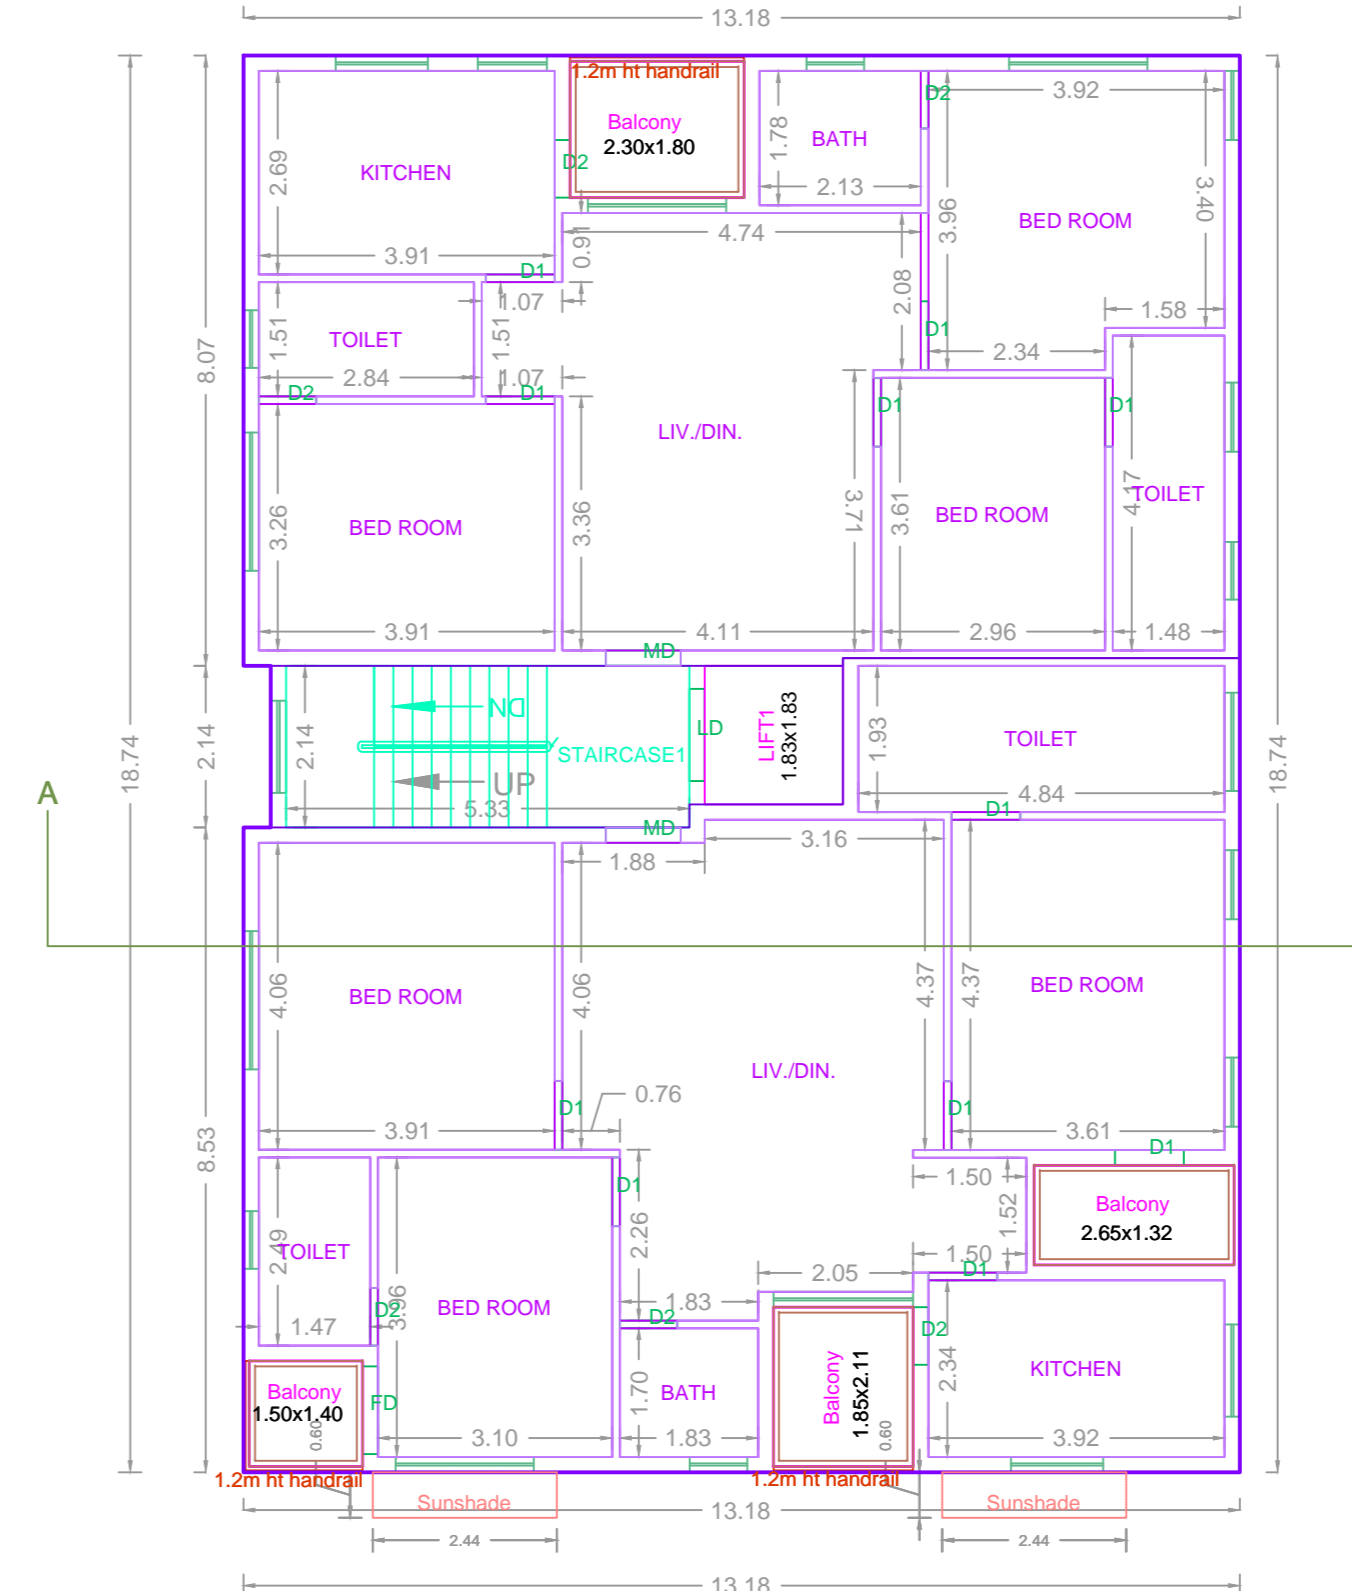 13.18
1.2m ht handrail
Balcony
2.30x1.80
D2
3.92
1.78
BATH
2.13
2.69
KITCHEN
D2
3.91
3.96
3.40
BED ROOM
4.74
0.91
2.08
D1
1.07
1.58
1.51
TOILET
1.51
D1
2.34
2.84
1.07
D2
D1
8.07
D1
D1
LIV./DIN.
4.17
TOILET
3.26
BED ROOM
3.36
3.71
3.61
BED ROOM
3.91
4.11
2.96
1.48
MD
DN
2.14
2.14
STAIRCASE1
UP
5.33
LD
LIFT1
1.83x1.83
1.93
TOILET
4.84
18.74
18.74
A
MD
D1
1.88
3.16
4.06
BED ROOM
4.06
4.37
4.37
BED ROOM
LIV./DIN.
0.76
D1
D1
3.91
3.61
8.53
D1
D1
1.50
Balcony
2.65x1.32
2.26
1.52
2.49
TOILET
1.50
2.05
D1
1.83
D2
3.96
BED ROOM
D2
D2
1.47
Balcony
1.50x1.40
0.60
FD
3.10
1.70
BATH
1.83
Balcony
1.85x2.11
0.60
2.34
KITCHEN
3.92
1.2m ht handrail
1.2m ht handrail
Sunshade
Sunshade
13.18
2.44
2.44
13.18